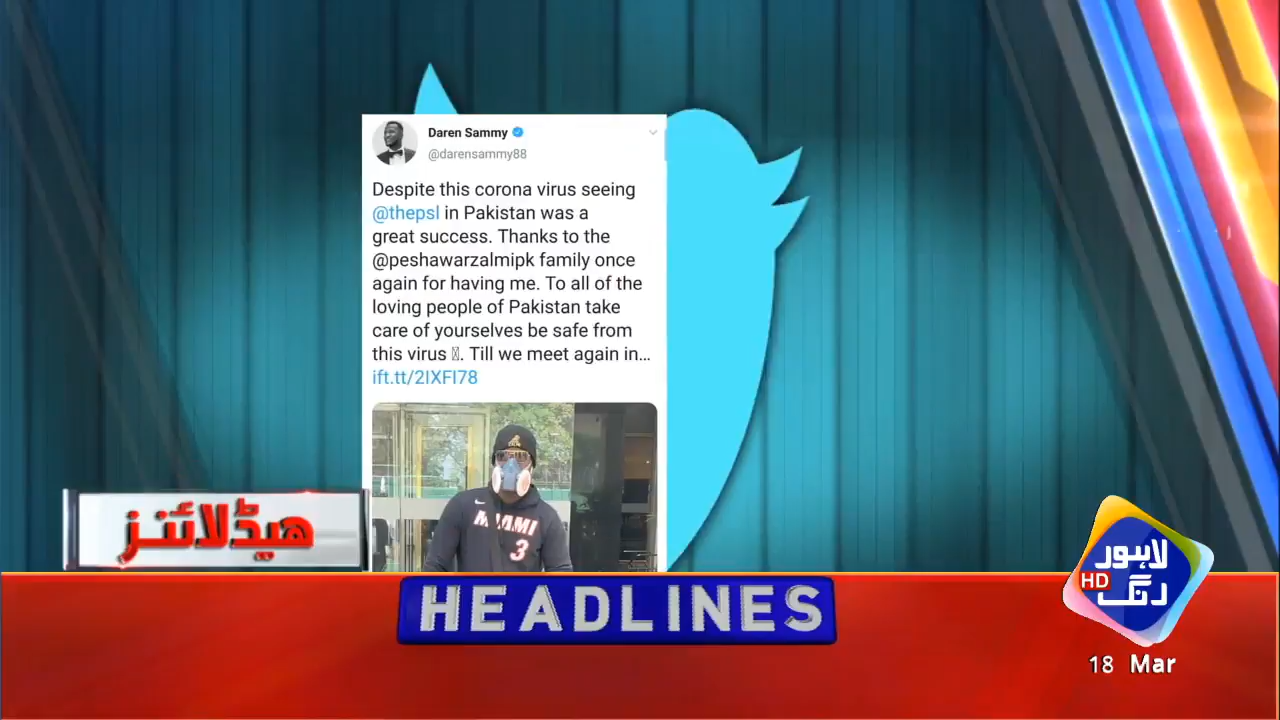 Daren Sammy
@darensammy88
Despite this corona virus seeing
@thepsl in Pakistan was a
great success. Thanks to the
@peshawarzalmipk family once
again for having me. To all of the
loving people of Pakistan take
care of yourselves be safe from
this virus. Till we meet again in...
ift.tt/2IXFI78
MIAMI
3
ہیڈلائنز
HEADLINES
لاہور
HD
رنگ
18 Mar